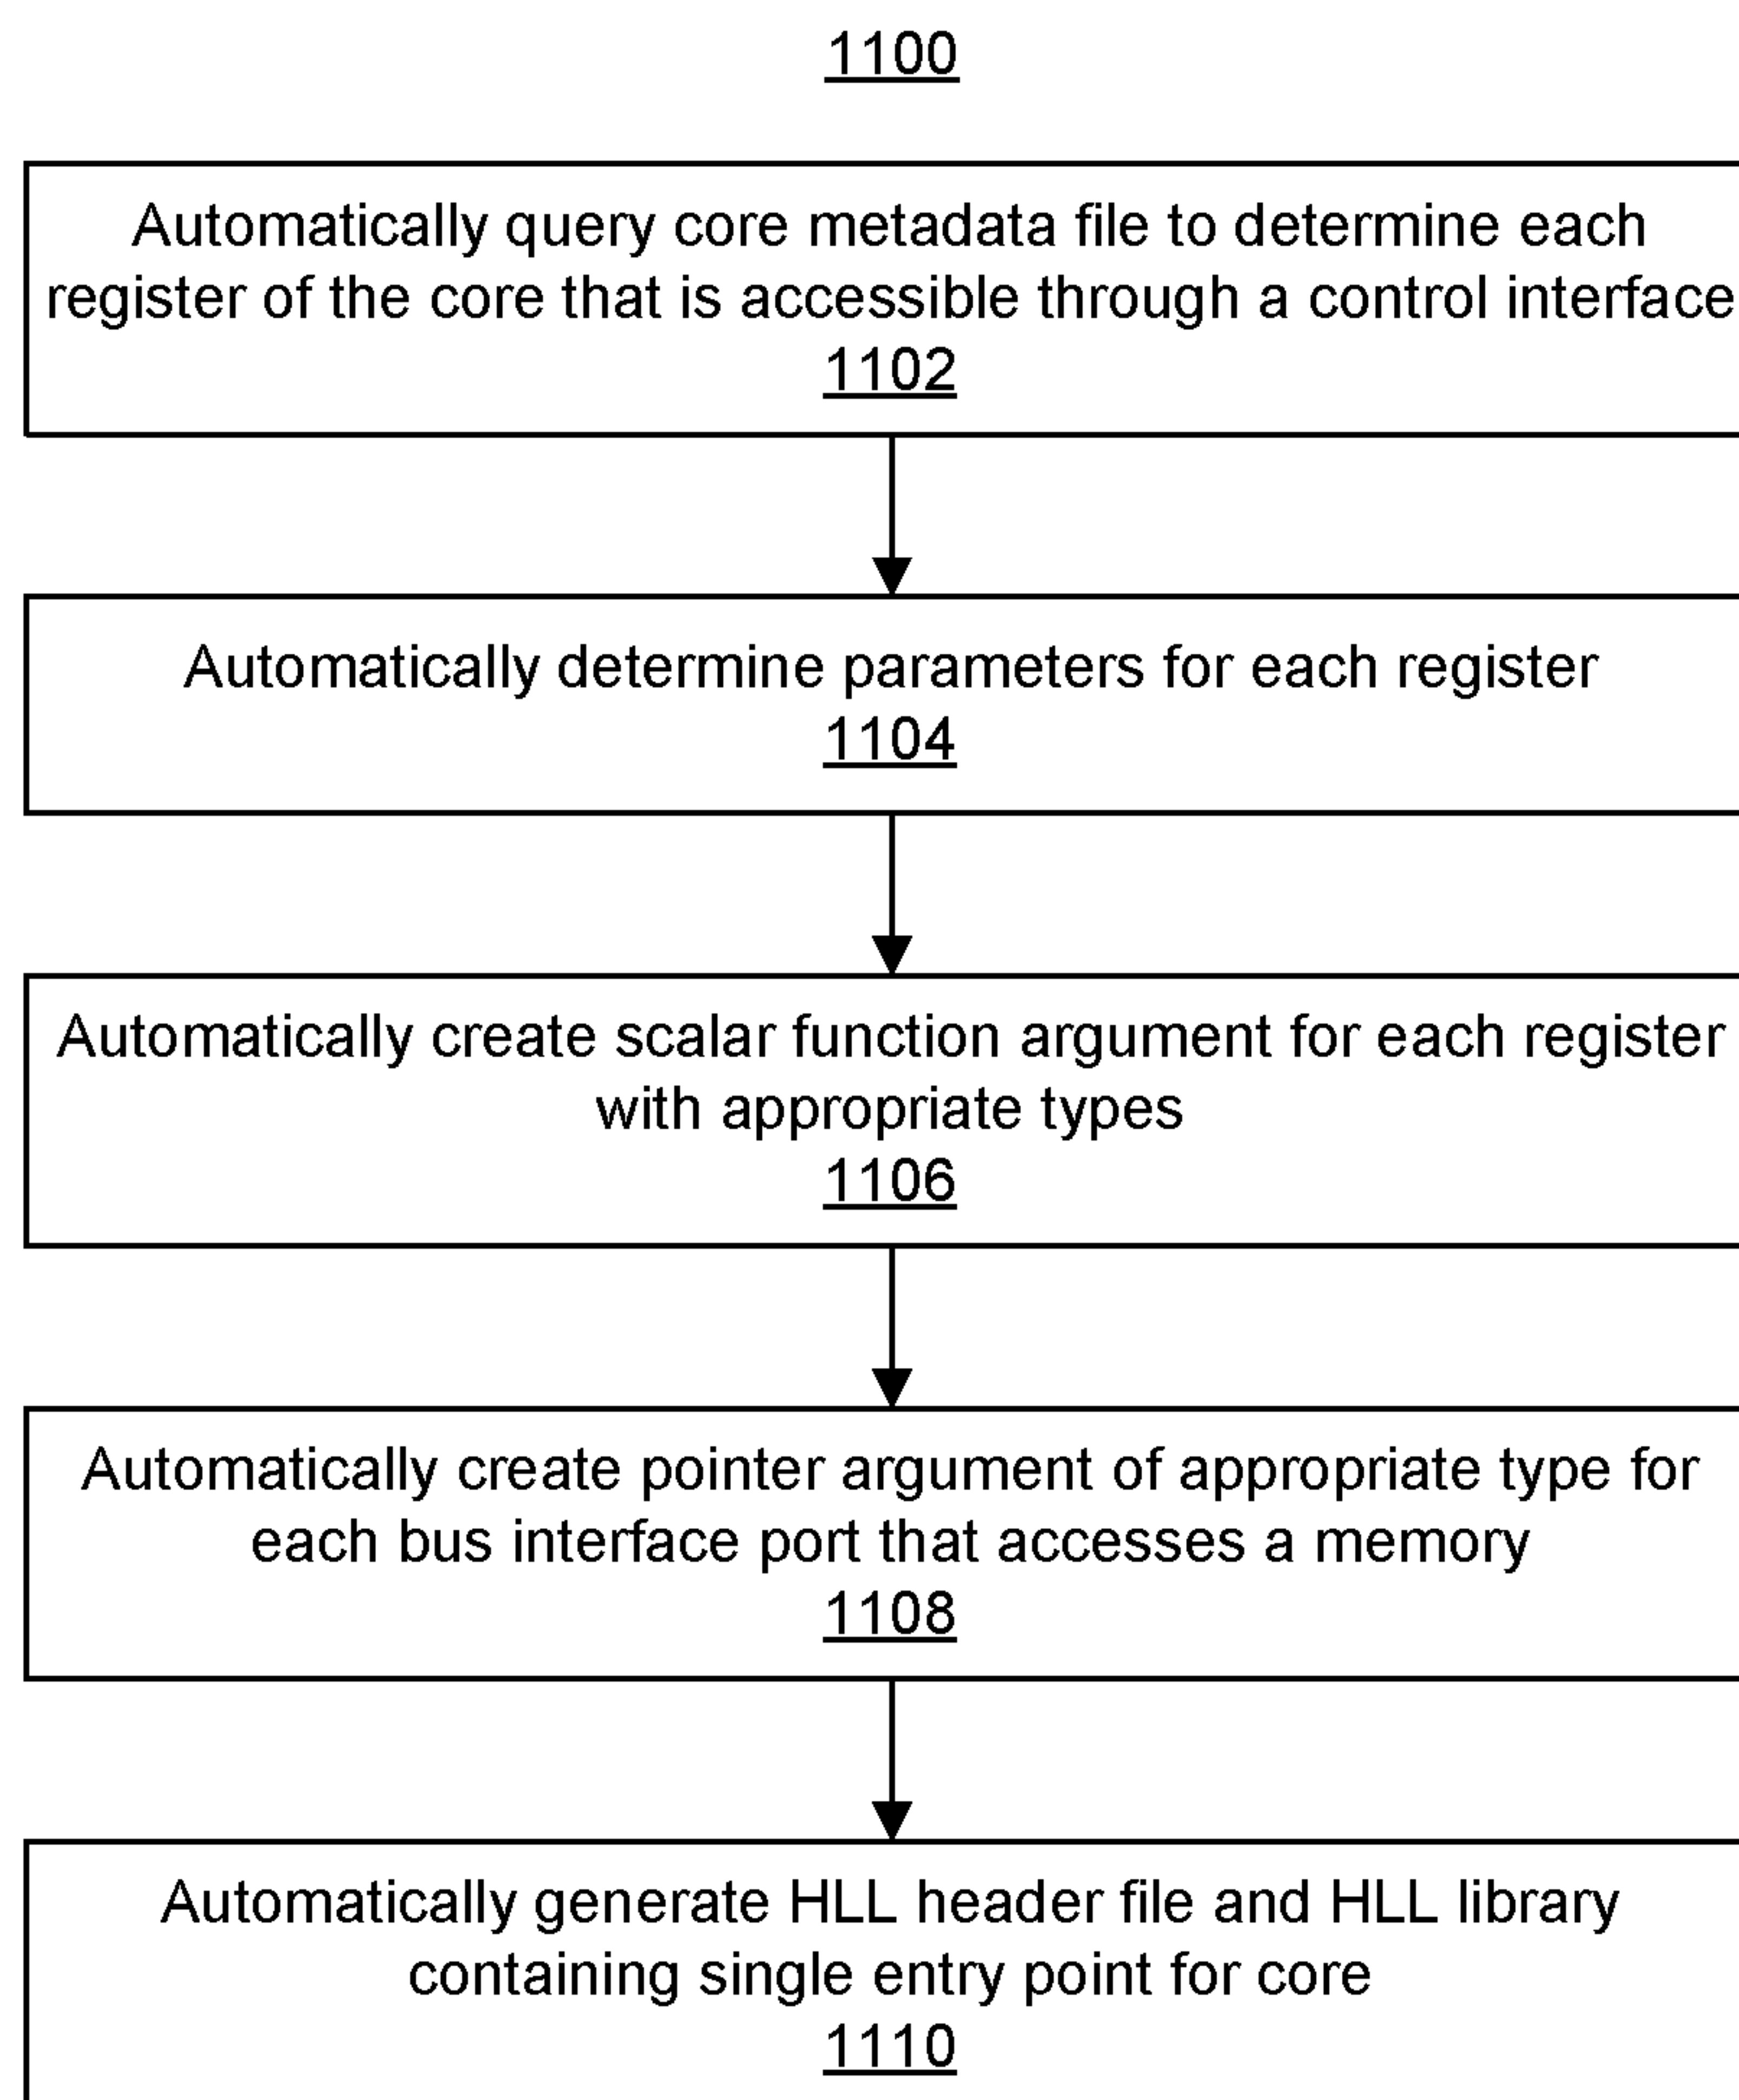 1100
Automatically query core metadata file to determine each
register of the core that is accessible through a control interface
1102
Automatically determine parameters for each register
1104
Automatically create scalar function argument for each register
with appropriate types
1106
Automatically create pointer argument of appropriate type for
each bus interface port that accesses a memory
1108
Automatically generate HLL header file and HLL library
containing single entry point for core
1110